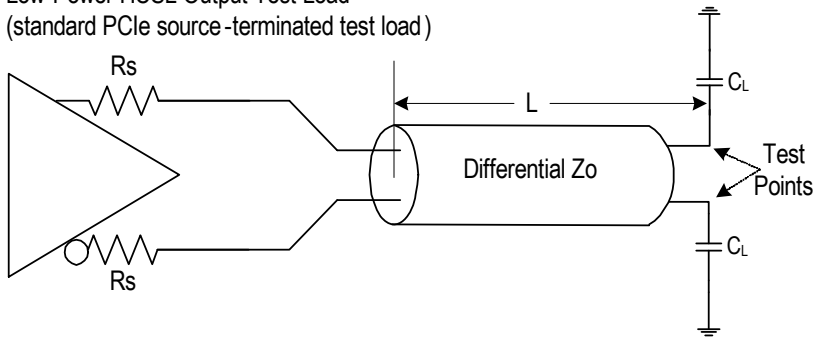 Low-Power HCSL Output Test Load
(standard PCIe source-terminated test load)
Rs
L
CL
Differential Zo
Test
Points
CL
Rs